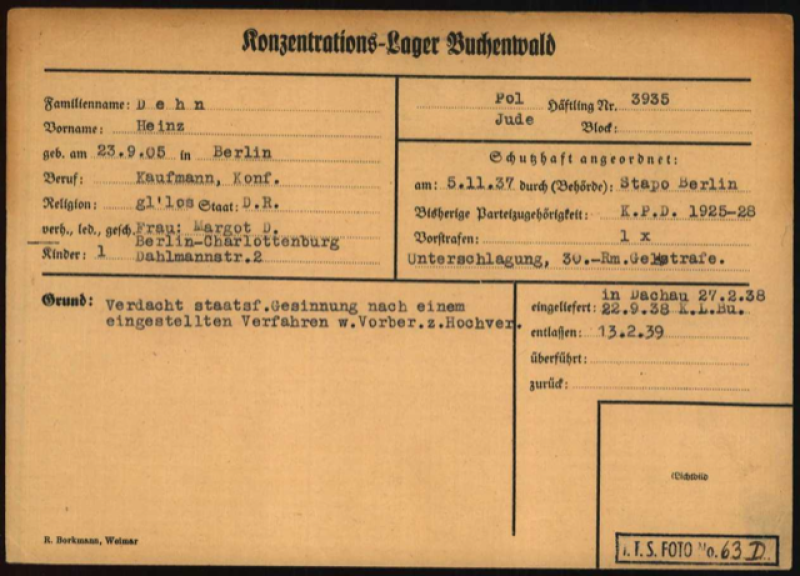 Konzentrations-Lager Buchenwald
Familienname: D e h n
Vorname: Heinz
geb. am 23.9.05 in Berlin
Beruf: Kaufmann, Konf.
Religion: gl'los Staat: D.R.
verh., led., gesch. Frau: Margot D.
Berlin-Charlottenburg
Kinder: 1 Dahlmannstr.2
Pol Häftling Nr. 3935
Jude Block:
Schutzhaft angeordnet:
am: 5.11.37 durch (Behörde): Stapo Berlin
Bisherige Parteizugehörigkeit: K.P.D. 1925-28
Vorstrafen: 1 x
Unterschlagung, 30.-Rm.Geldstrafe.
Grund: Verdacht staatsf.Gesinnung nach einem
eingestellten Verfahren w.Vorber.z.Hochver.
in Dachau 27.2.38
eingeliefert: 22.9.38 K.L.Bu.
entlassen: 13.2.39
überführt:
zurück:
Lichtbild
R. Borkmann, Weimar
I.T.S. FOTO No. 63 D